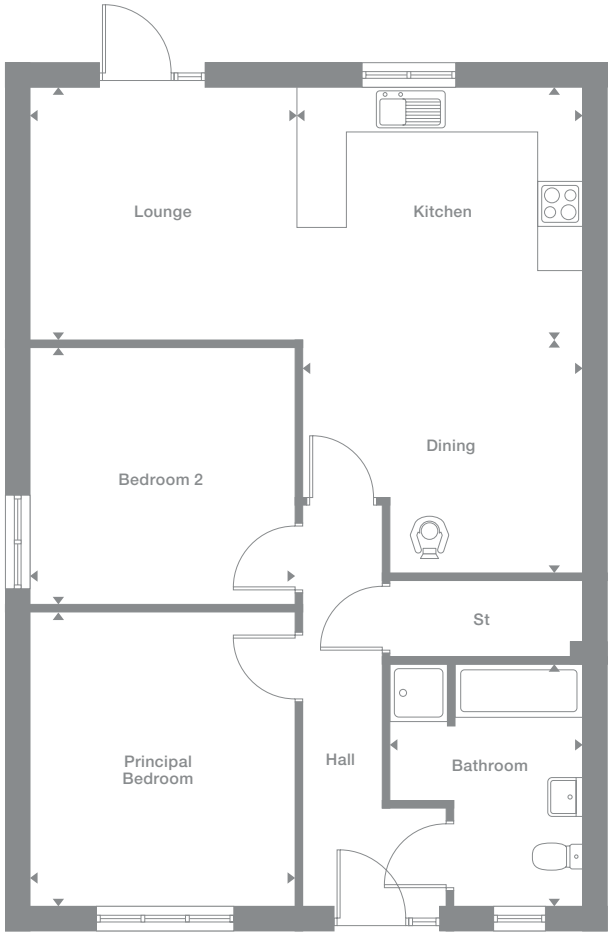 Lounge
Kitchen
Dining
Bedroom 2
St
Hall
Principal
Bedroom
Bathroom